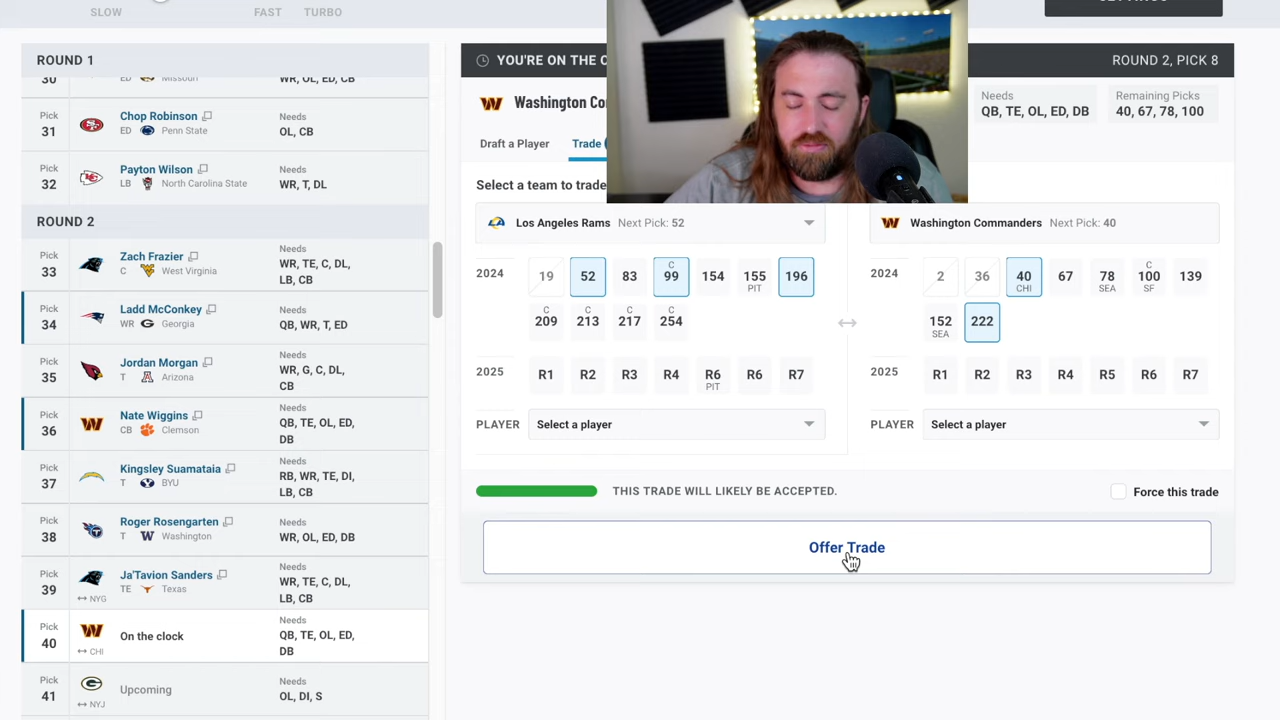 SLOW FAST TURBO
ROUND 1
30 ED Missouri WR, OL, ED, CB
Pick 31 Chop Robinson ED Penn State Needs OL, CB
Pick 32 Payton Wilson LB North Carolina State Needs WR, T, DL
ROUND 2
Pick 33 Zach Frazier C West Virginia Needs WR, TE, C, DL,
LB, CB
Pick 34 Ladd McConkey WR Georgia Needs QB, WR, T, ED
Pick 35 Jordan Morgan T Arizona Needs WR, G, C, DL,
CB
Pick 36 Nate Wiggins CB Clemson Needs QB, TE, OL, ED,
DB
Pick 37 Kingsley Suamataia T BYU Needs RB, WR, TE, DI,
LB, CB
Pick 38 Roger Rosengarten T Washington Needs WR, OL, ED, DB
Pick 39 NYG Ja'Tavion Sanders TE Texas Needs WR, TE, C, DL,
LB, CB
Pick 40 CHI On the clock Needs QB, TE, OL, ED,
DB
Pick 41 NYJ Upcoming Needs OL, DI, S
YOU'RE ON THE C ROUND 2, PICK 8
Washington Co
Needs Remaining Picks
QB, TE, OL, ED, DB 40, 67, 78, 100
Draft a Player Trade
Select a team to trade
Los Angeles Rams Next Pick: 52
2024 19 52 83 C 99 154 155 PIT 196
C 209 C 213 C 217 C 254
2025 R1 R2 R3 R4 R6 PIT R6 R7
PLAYER Select a player
Washington Commanders Next Pick: 40
2024 2 36 40 CHI 67 78 SEA C 100 SF 139
152 SEA 222
2025 R1 R2 R3 R4 R5 R6 R7
PLAYER Select a player
THIS TRADE WILL LIKELY BE ACCEPTED.
Force this trade
Offer Trade